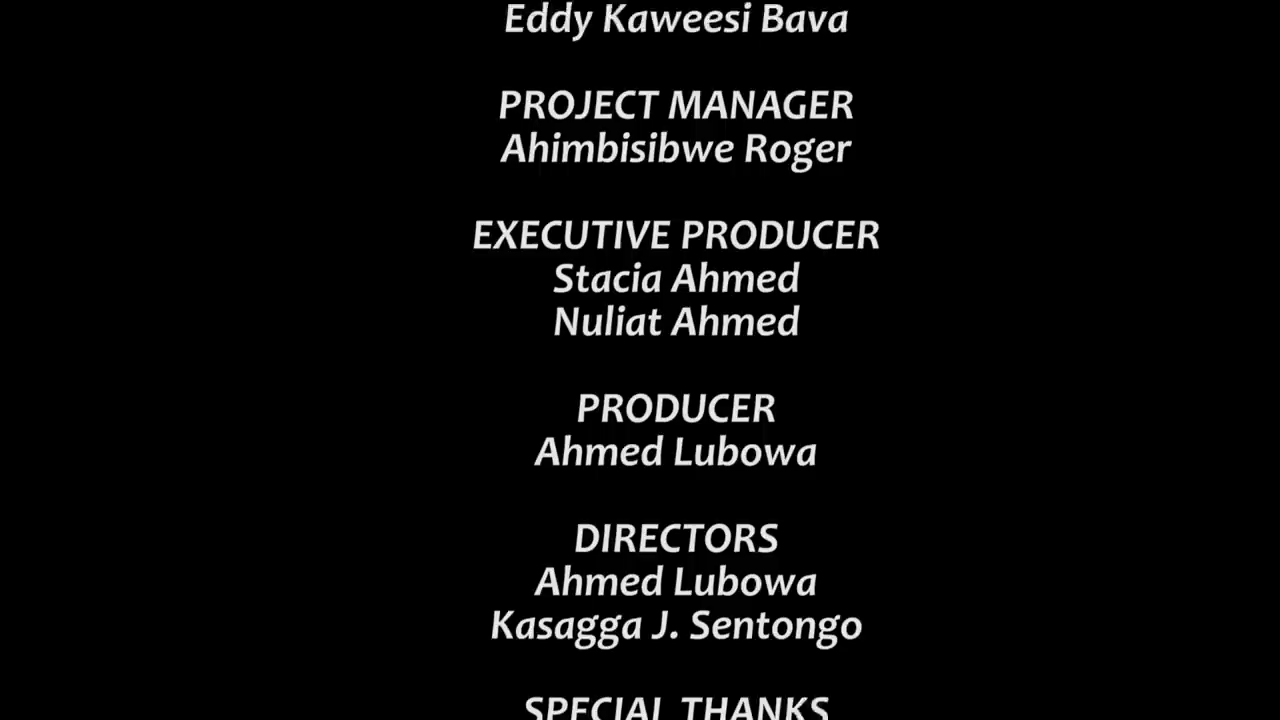 Eddy Kaweesi Bava
PROJECT MANAGER
Ahimbisibwe Roger
EXECUTIVE PRODUCER
Stacia Ahmed
Nuliat Ahmed
PRODUCER
Ahmed Lubowa
DIRECTORS
Ahmed Lubowa
Kasagga J. Sentongo
SPECIAL THANKS